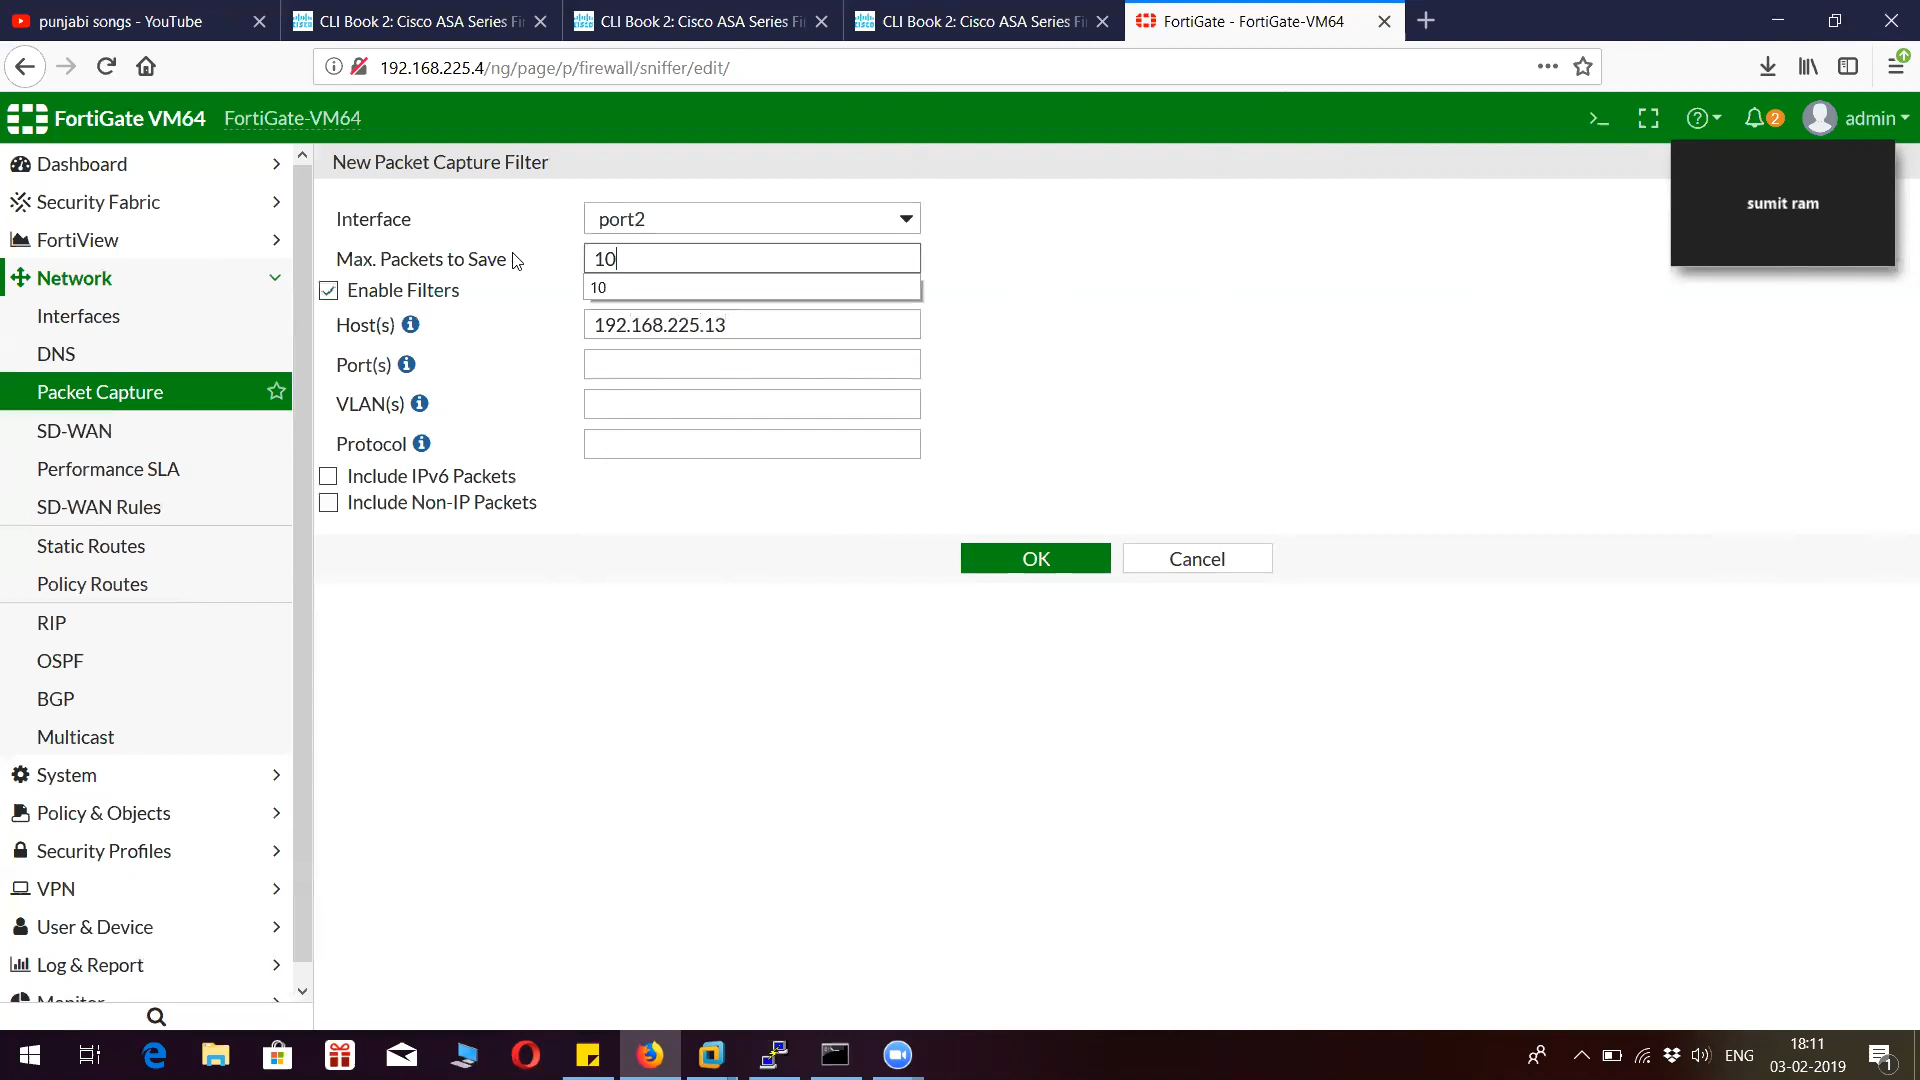 punjabi songs - YouTube
CLI Book 2: Cisco ASA Series Fi
CLI Book 2: Cisco ASA Series Fi
CLI Book 2: Cisco ASA Series Fi
FortiGate - FortiGate-VM64
192.168.225.4/ng/page/p/firewall/sniffer/edit/
FortiGate VM64
FortiGate-VM64
2
admin
sumit ram
Dashboard
Security Fabric
FortiView
Network
Interfaces
DNS
Packet Capture
SD-WAN
Performance SLA
SD-WAN Rules
Static Routes
Policy Routes
RIP
OSPF
BGP
Multicast
System
Policy & Objects
Security Profiles
VPN
User & Device
Log & Report
Monitor
New Packet Capture Filter
Interface port2
Max. Packets to Save 10
10
Enable Filters
Host(s) 192.168.225.13
Port(s)
VLAN(s)
Protocol
Include IPv6 Packets
Include Non-IP Packets
OK Cancel
ENG
18:11
03-02-2019
1